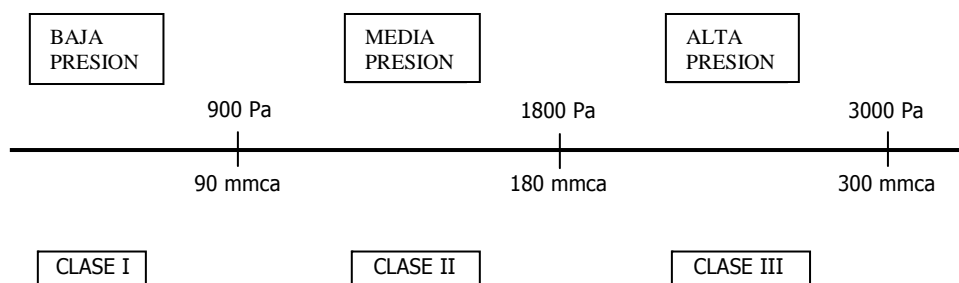 BAJA
PRESION
MEDIA
PRESION
ALTA
PRESION
900 Pa
1800 Pa
3000 Pa
90 mmca
180 mmca
300 mmca
CLASE I
CLASE II
CLASE III